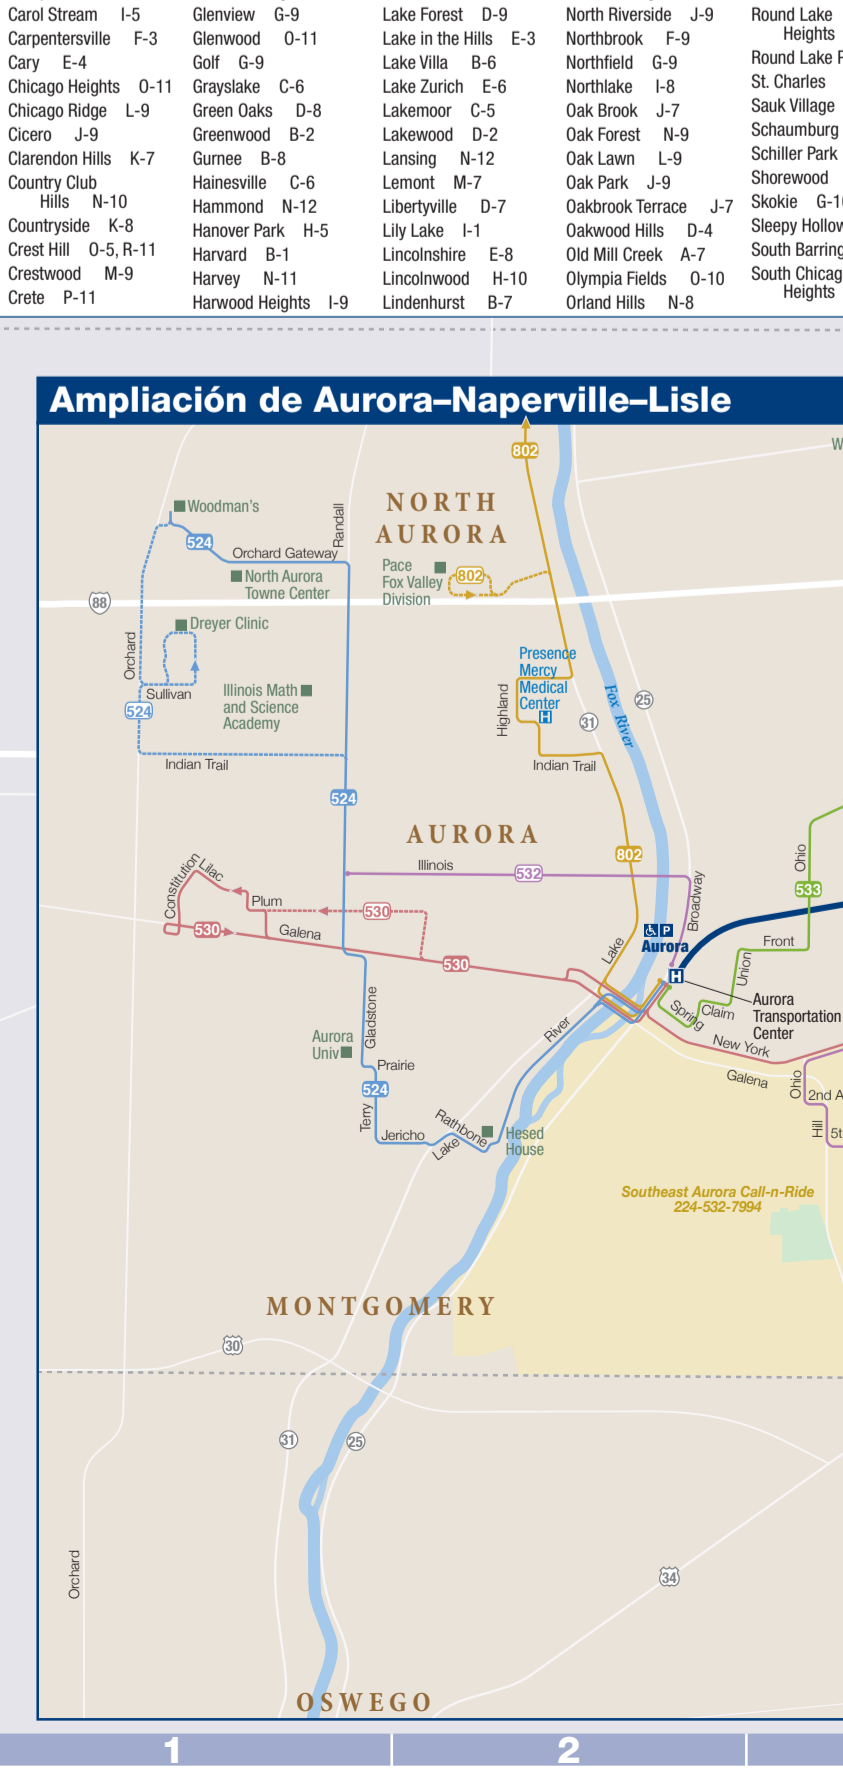 Carol Stream I-5
Carpentersville F-3
Cary E-4
Chicago Heights O-11
Chicago Ridge L-9
Cicero J-9
Clarendon Hills K-7
Country Club
Hills N-10
Countryside K-8
Crest Hill O-5, R-11
Crestwood M-9
Crete P-11
Glenview G-9
Glenwood O-11
Golf G-9
Grayslake C-6
Green Oaks D-8
Greenwood B-2
Gurnee B-8
Hainesville C-6
Hammond N-12
Hanover Park H-5
Harvard B-1
Harvey N-11
Harwood Heights I-9
Lake Forest D-9
Lake in the Hills E-3
Lake Villa B-6
Lake Zurich E-6
Lakemoor C-5
Lakewood D-2
Lansing N-12
Lemont M-7
Libertyville D-7
Lily Lake I-1
Lincolnshire E-8
Lincolnwood H-10
Lindenhurst B-7
North Riverside J-9
Northbrook F-9
Northfield G-9
Northlake I-8
Oak Brook J-7
Oak Forest N-9
Oak Lawn L-9
Oak Park J-9
Oakbrook Terrace J-7
Oakwood Hills D-4
Old Mill Creek A-7
Olympia Fields O-10
Orland Hills N-8
Round Lake
Heights
Round Lake
St. Charles
Sauk Village
Schaumburg
Schiller Park
Shorewood
Skokie G-1
Sleepy Hollow
South Barring
South Chicag
Heights
Ampliación de Aurora–Naperville–Lisle
802
W
NORTH
AURORA
Woodman's
Randall
524
Orchard Gateway
Pace
Fox Valley
Division
802
North Aurora
Towne Center
88
Dreyer Clinic
Orchard
Presence
Mercy
Medical
Center
H
Sullivan
Illinois Math
and Science
Academy
524
Highland
Fox River
25
31
Indian Trail
Indian Trail
524
AURORA
802
Ohio
Illinois
532
533
Constitution
Lilac
Plum
530
530
Galena
Broadway
P
Aurora
Lake
Front
Union
530
H
Aurora
Transportation
Center
Spring
Claim
Gladstone
River
New York
Aurora
Univ
Prairie
Galena
Ohio
524
2nd A
Terry
Jericho
Lake
Rathbone
Hesed
House
Hill
5t
Southeast Aurora Call-n-Ride
224-532-7994
MONTGOMERY
30
31
25
Orchard
34
OSWEGO
1
2